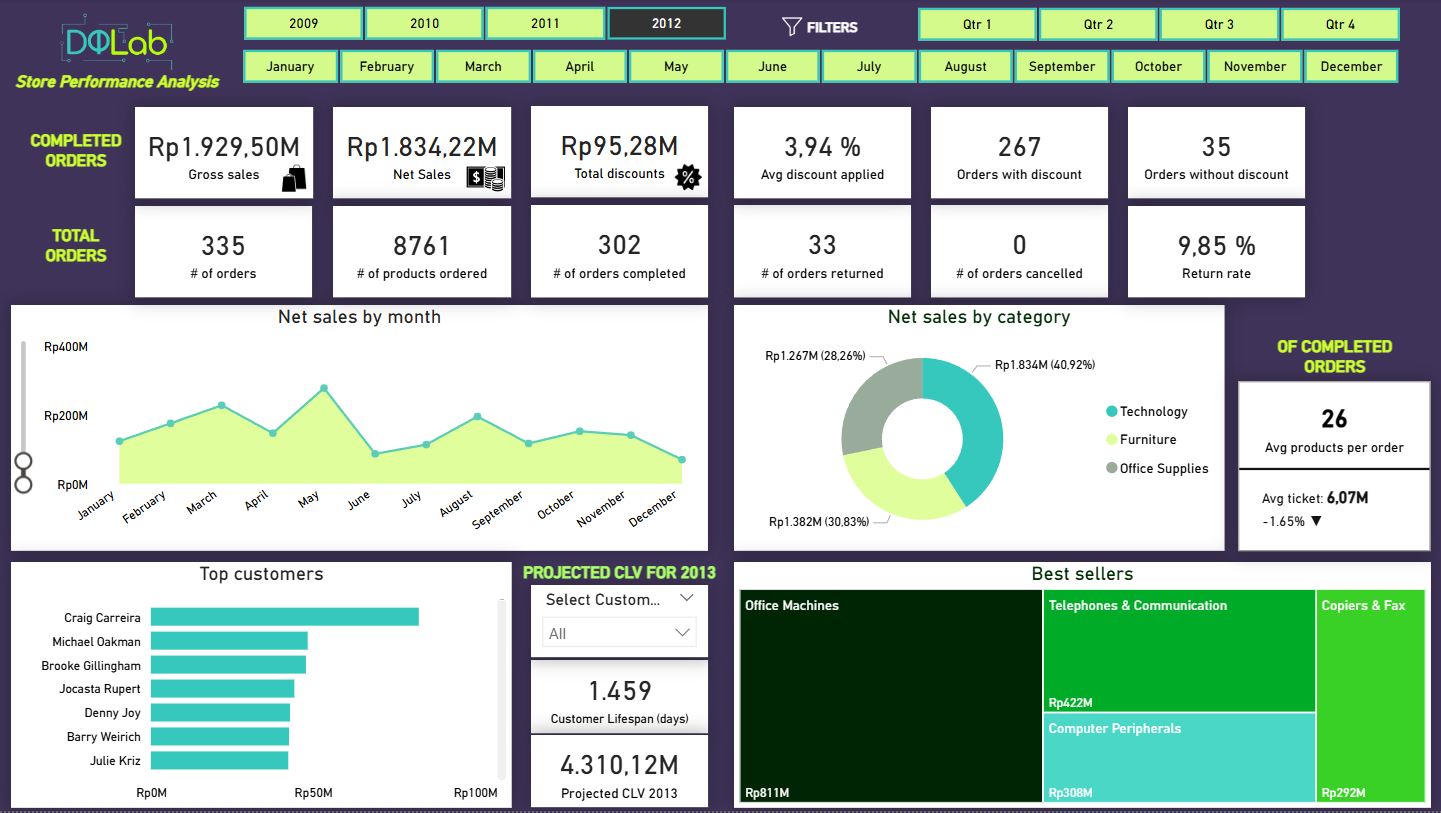 DQLab
Store Performance Analysis
2009
2010
2011
2012
FILTERS
Qtr 1
Qtr 2
Qtr 3
Qtr 4
January
February
March
April
May
June
July
August
September
October
November
December
COMPLETED
ORDERS
Rp1.929,50M
Gross sales
Rp1.834,22M
Net Sales
$
Rp95,28M
Total discounts
%
3,94 %
Avg discount applied
267
Orders with discount
35
Orders without discount
TOTAL
ORDERS
335
# of orders
8761
# of products ordered
302
# of orders completed
33
# of orders returned
0
# of orders cancelled
9,85 %
Return rate
Net sales by month
Rp400M
Rp200M
Rp0M
January
February
March
April
May
June
July
August
September
October
November
December
Net sales by category
Rp1.267M (28,26%)
Rp1.834M (40,92%)
Rp1.382M (30,83%)
Technology
Furniture
Office Supplies
OF COMPLETED
ORDERS
26
Avg products per order
Avg ticket: 6,07M
-1.65% ▼
Top customers
Craig Carreira
Michael Oakman
Brooke Gillingham
Jocasta Rupert
Denny Joy
Barry Weirich
Julie Kriz
Rp0M
Rp50M
Rp100M
PROJECTED CLV FOR 2013
Select Custom...
All
1.459
Customer Lifespan (days)
4.310,12M
Projected CLV 2013
Best sellers
Office Machines
Rp811M
Telephones & Communication
Rp422M
Computer Peripherals
Rp308M
Copiers & Fax
Rp292M